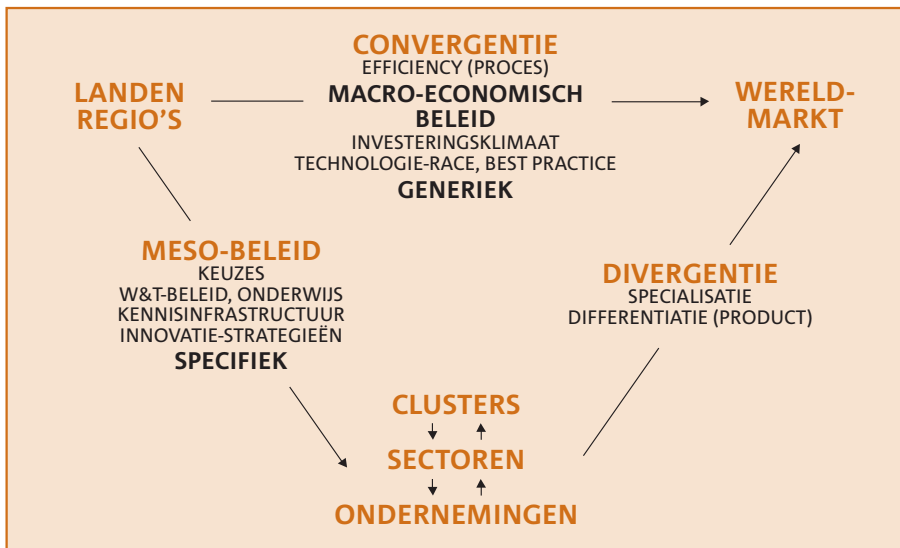 CONVERGENTIE
EFFICIENCY (PROCES)
LANDEN
REGIO'S
MACRO-ECONOMISCH
BELEID
INVESTERINGSKLIMAAT
TECHNOLOGIE-RACE, BEST PRACTICE
GENERIEK
WERELD-
MARKT
MESO-BELEID
KEUZES
W&T-BELEID, ONDERWIJS
KENNISINFRASTRUCTUUR
INNOVATIE-STRATEGIEËN
SPECIFIEK
DIVERGENTIE
SPECIALISATIE
DIFFERENTIATIE (PRODUCT)
CLUSTERS
SECTOREN
ONDERNEMINGEN